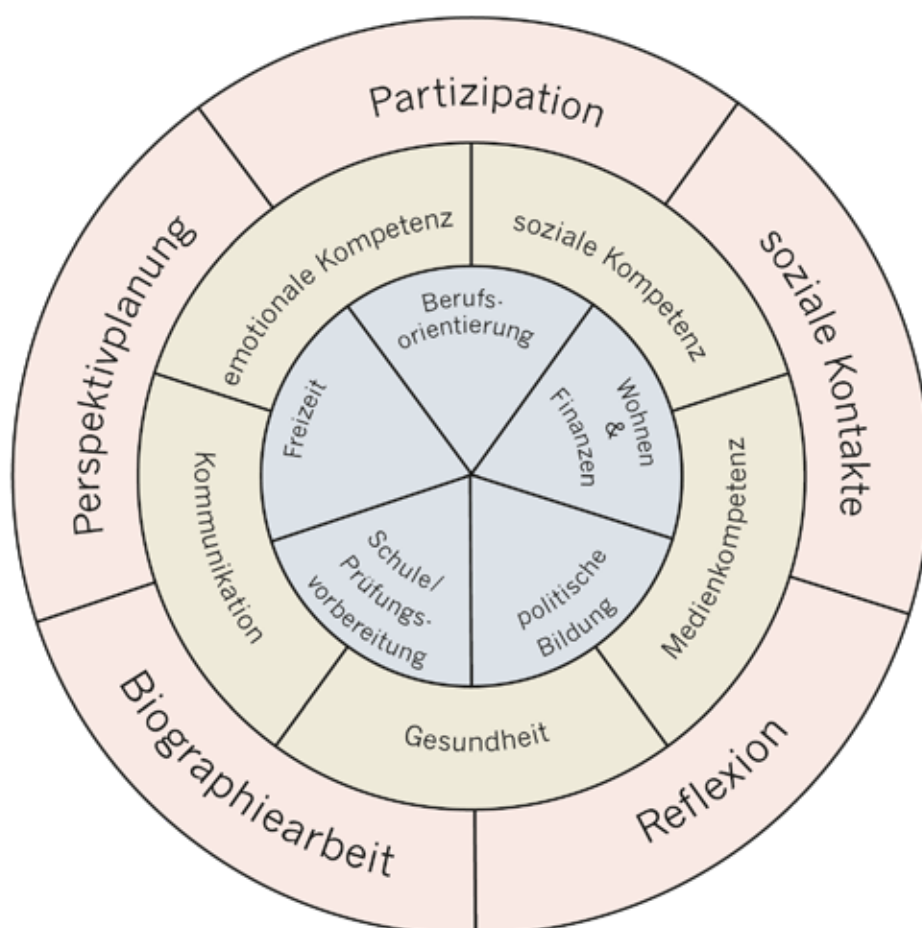 Partizipation
soziale Kontakte
Reflexion
Biographiearbeit
Perspektivplanung
emotionale Kompetenz
soziale Kompetenz
Medienkompetenz
Gesundheit
Kommunikation
Berufs-
orientierung
Wohnen
&
Finanzen
politische
Bildung
Schule/
Prüfungs-
vorbereitung
Freizeit